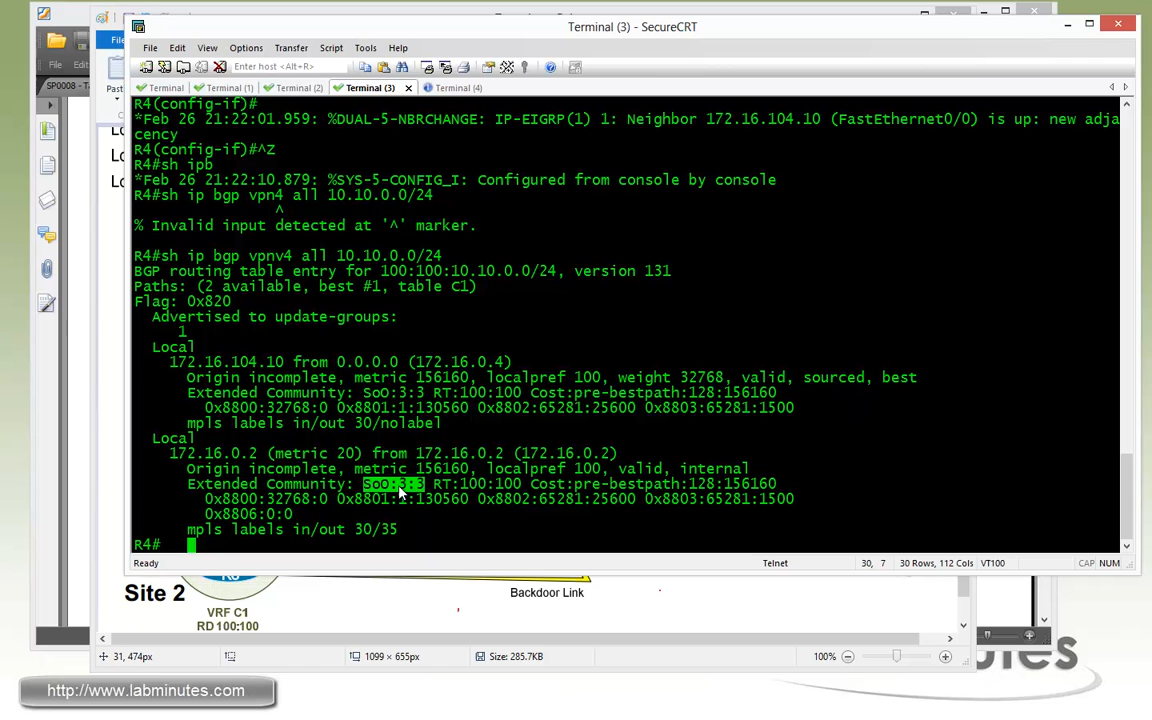 Terminal (3) - SecureCRT
File Edit View Options Transfer Script Tools Help
Enter host <Alt+R>
Terminal Terminal (1) Terminal (2) Terminal (3) Terminal (4)
File
File Edi
SP0008 - T
Past
Lo
Lo
Lo
R4(config-if)#
*Feb 26 21:22:01.959: %DUAL-5-NBRCHANGE: IP-EIGRP(1) 1: Neighbor 172.16.104.10 (FastEthernet0/0) is up: new adja
cency
R4(config-if)#^Z
R4#sh ipb
*Feb 26 21:22:10.879: %SYS-5-CONFIG_I: Configured from console by console
R4#sh ip bgp vpn4 all 10.10.0.0/24
^
% Invalid input detected at '^' marker.
R4#sh ip bgp vpnv4 all 10.10.0.0/24
BGP routing table entry for 100:100:10.10.0.0/24, version 131
Paths: (2 available, best #1, table C1)
Flag: 0x820
Advertised to update-groups:
1
Local
172.16.104.10 from 0.0.0.0 (172.16.0.4)
Origin incomplete, metric 156160, localpref 100, weight 32768, valid, sourced, best
Extended Community: SoO:3:3 RT:100:100 Cost:pre-bestpath:128:156160
0x8800:32768:0 0x8801:1:130560 0x8802:65281:25600 0x8803:65281:1500
mpls labels in/out 30/nolabel
Local
172.16.0.2 (metric 20) from 172.16.0.2 (172.16.0.2)
Origin incomplete, metric 156160, localpref 100, valid, internal
Extended Community: SoO:3:3 RT:100:100 Cost:pre-bestpath:128:156160
0x8800:32768:0 0x8801:1:130560 0x8802:65281:25600 0x8803:65281:1500
0x8806:0:0
mpls labels in/out 30/35
R4#
Ready Telnet 30, 7 30 Rows, 112 Cols VT100 CAP NUM
Site 2
Backdoor Link
VRF C1
RD 100:100
31, 474px 1099 × 655px Size: 285.7KB 100%
http://www.labminutes.com